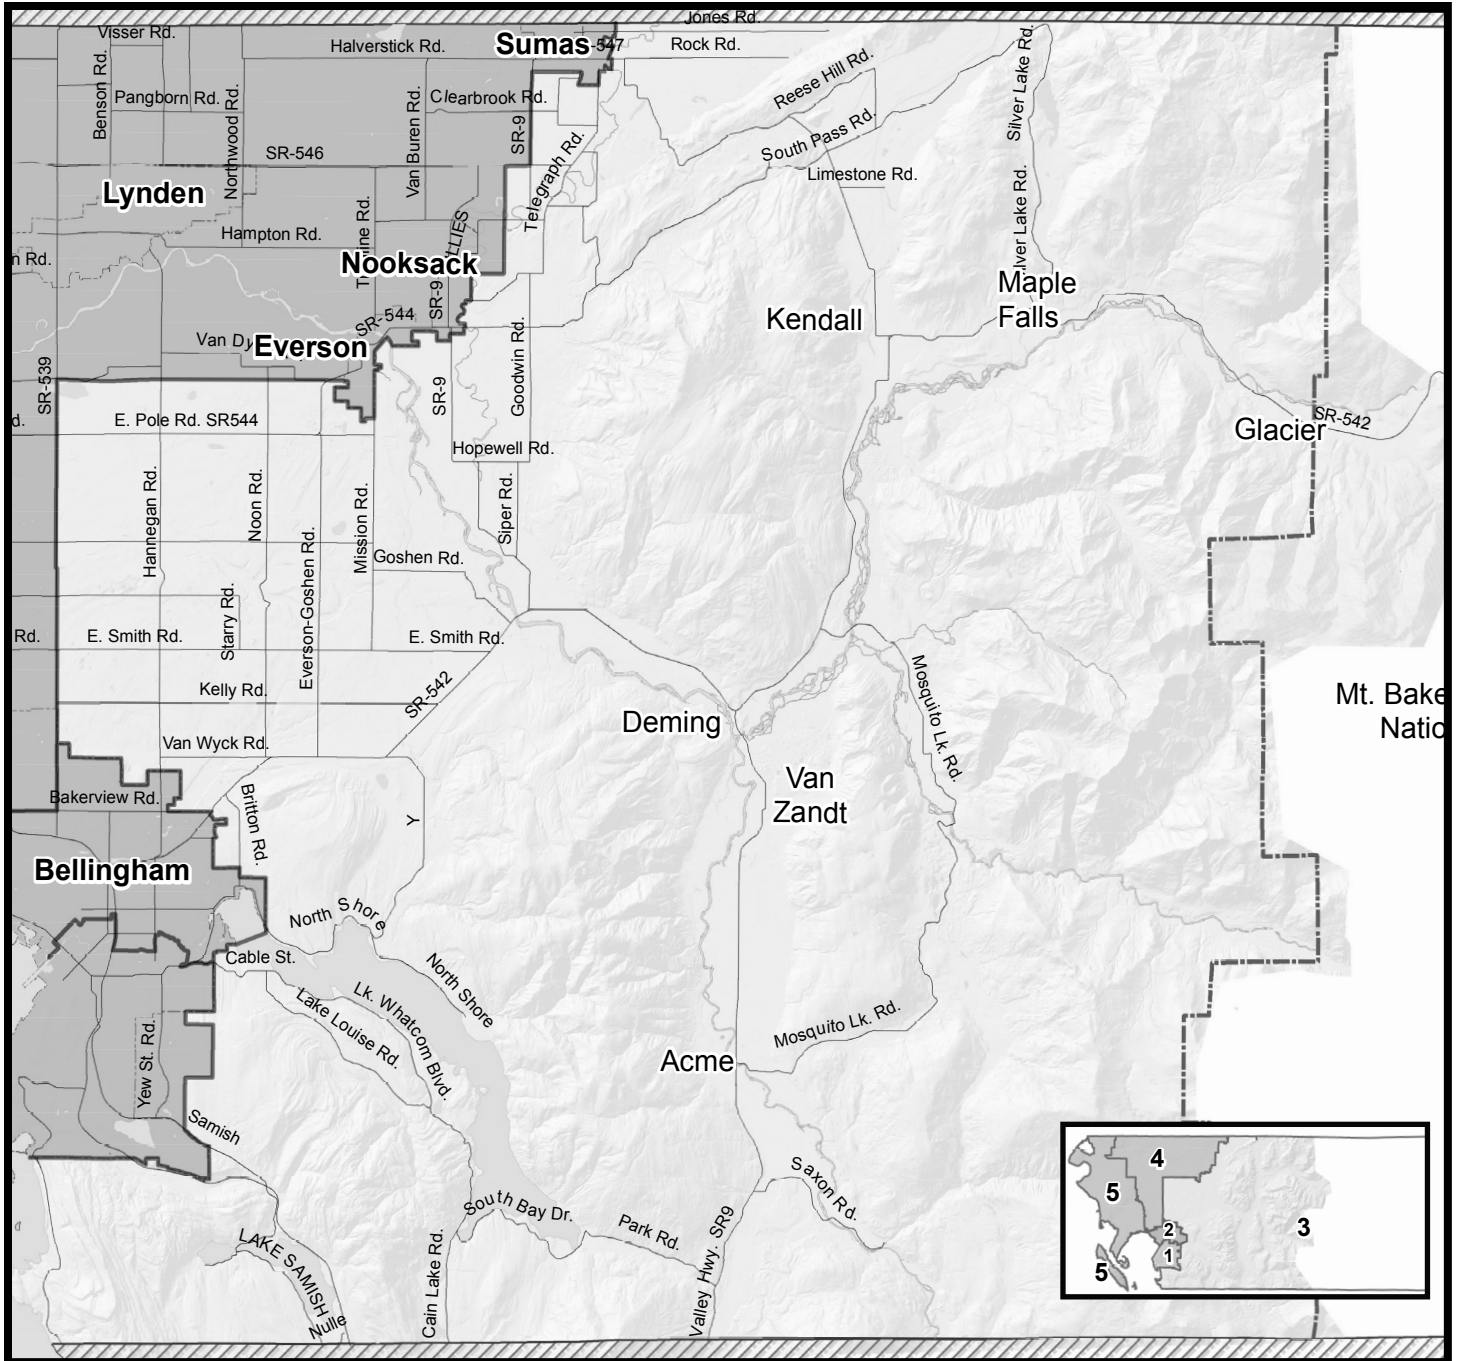 Jones Rd.
Visser Rd.
Halverstick Rd.
Sumas
-547
Rock Rd.
Reese Hill Rd.
Silver Lake Rd.
Benson Rd.
Pangborn Rd.
Northwood Rd.
Van Buren Rd.
Clearbrook Rd.
SR-9
Telegraph Rd.
South Pass Rd.
SR-546
Limestone Rd.
Lynden
lver Lake Rd.
Hampton Rd.
ine Rd.
LLIES
n Rd.
Nooksack
SR-9
Maple
Falls
Kendall
SR-544
Van Dy
Everson
SR-539
SR-9
Goodwin Rd.
d.
E. Pole Rd. SR544
SR-542
Glacier
Hopewell Rd.
Hannegan Rd.
Noon Rd.
Mission Rd.
Siper Rd.
Everson-Goshen Rd.
Goshen Rd.
Starry Rd.
Rd.
E. Smith Rd.
E. Smith Rd.
Kelly Rd.
SR-542
Mosquito Lk. Rd.
Mt. Bake
Natio
Deming
Van Wyck Rd.
Van
Zandt
Bakerview Rd.
Britton Rd.
Y
Bellingham
North Shore
Cable St.
North Shore
Lk. Whatcom Blvd.
Lake Louise Rd.
Mosquito Lk. Rd.
Yew St. Rd.
Acme
Samish
4
5
2
1
3
5
Saxon Rd.
South Bay Dr.
Park Rd.
LAKE SAMISH
Nulle
Cain Lake Rd.
Valley Hwy. SR9